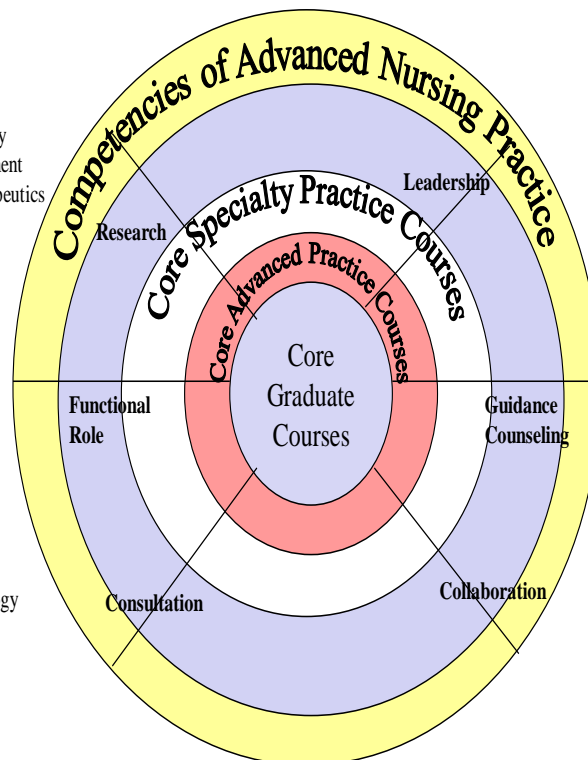 Competencies of Advanced Nursing Practice
Leadership
Research
Core Specialty Practice Courses
Core Advanced Practice Courses
Core
Graduate
Courses
Functional
Role
Guidance
Counseling
Consultation
Collaboration